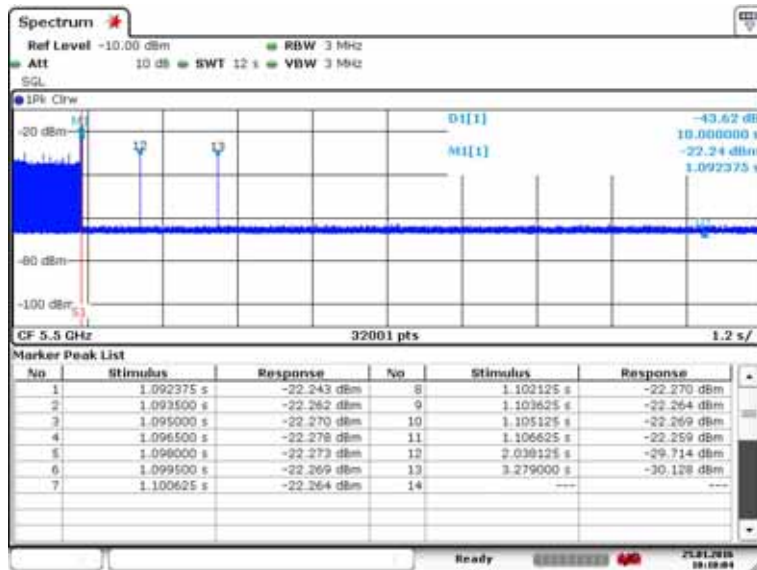 Spectrum
Ref Level -10.00 dBm RBW 3 MHz
Att 10 dB SWT 12 s VBW 3 MHz
SGL
1Pk Clrw
M1 D1[1] -43.62 dB
-20 dBm 10.000000 s
12 13 M1[1] -22.24 dBm
1.092375 s
-80 dBm
-100 dBm
CF 5.5 GHz 32001 pts 1.2 s/
Marker Peak List
No Stimulus Response No Stimulus Response
1 1.092375 s -22.243 dBm 8 1.102125 s -22.270 dBm
2 1.093500 s -22.262 dBm 9 1.103625 s -22.264 dBm
3 1.095000 s -22.270 dBm 10 1.105125 s -22.269 dBm
4 1.096500 s -22.278 dBm 11 1.106625 s -22.259 dBm
5 1.098000 s -22.273 dBm 12 2.038125 s -29.714 dBm
6 1.099500 s -22.269 dBm 13 3.279000 s -30.128 dBm
7 1.100625 s -22.264 dBm 14 --- ---
Ready 25.01.2016